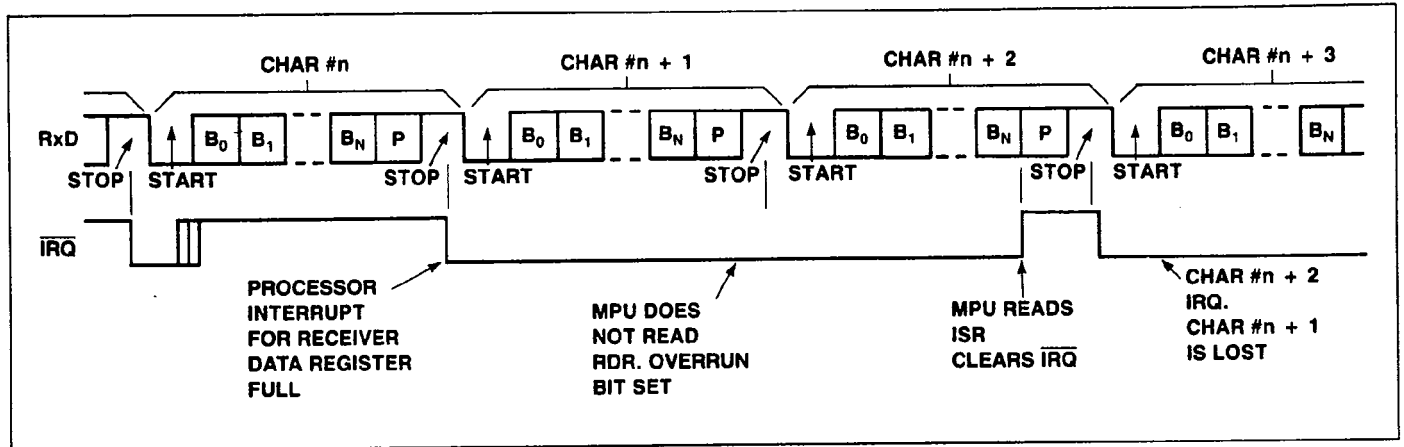 CHAR #n CHAR #n + 1 CHAR #n + 2 CHAR #n + 3
RxD B0 B1 BN P B0 B1 BN P B0 B1 BN P B0 B1 BN
STOP START STOP START STOP START STOP START
IRQ
PROCESSOR
INTERRUPT
FOR RECEIVER
DATA REGISTER
FULL
MPU DOES
NOT READ
RDR. OVERRUN
BIT SET
MPU READS
ISR
CLEARS IRQ
CHAR #n + 2
IRQ.
CHAR #n + 1
IS LOST